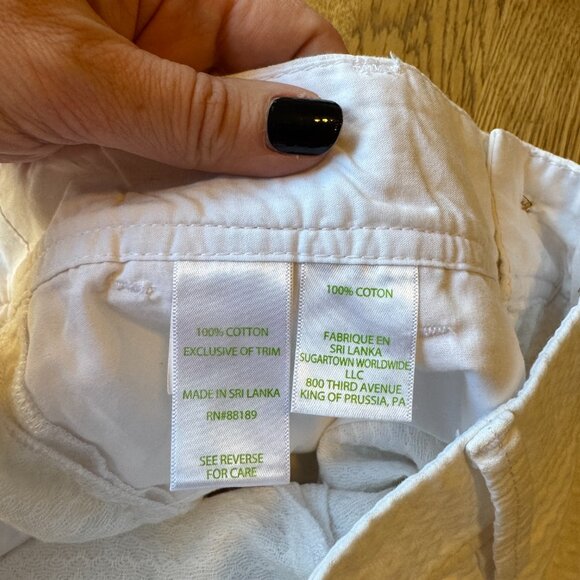 100% COTTON
EXCLUSIVE OF TRIM
MADE IN SRI LANKA
RN#88189
SEE REVERSE
FOR CARE
100% COTON
FABRIQUE EN
SRI LANKA
SUGARTOWN WORLDWIDE,
LLC
800 THIRD AVENUE
KING OF PRUSSIA, PA